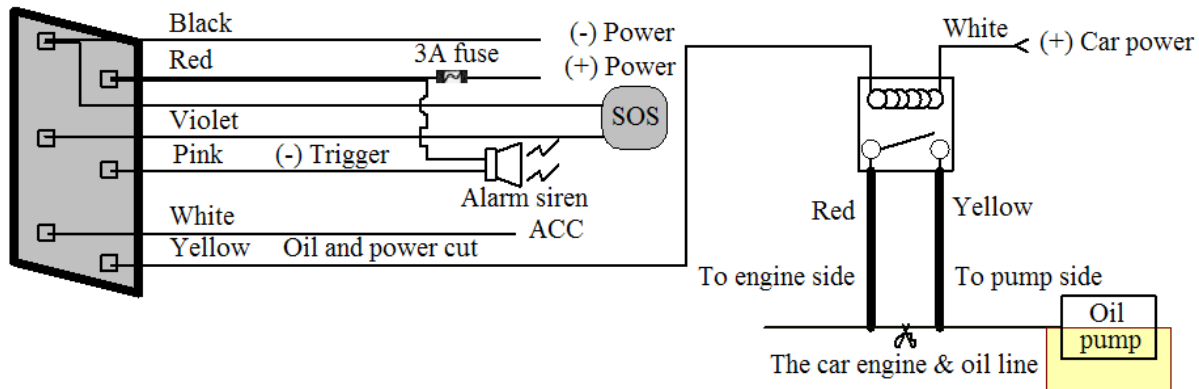 Black
(-) Power
White
(+) Car power
Red
3A fuse
(+) Power
SOS
Violet
Pink
(-) Trigger
Alarm siren
White
ACC
Yellow
Oil and power cut
Red
Yellow
To engine side
To pump side
Oil
pump
The car engine & oil line